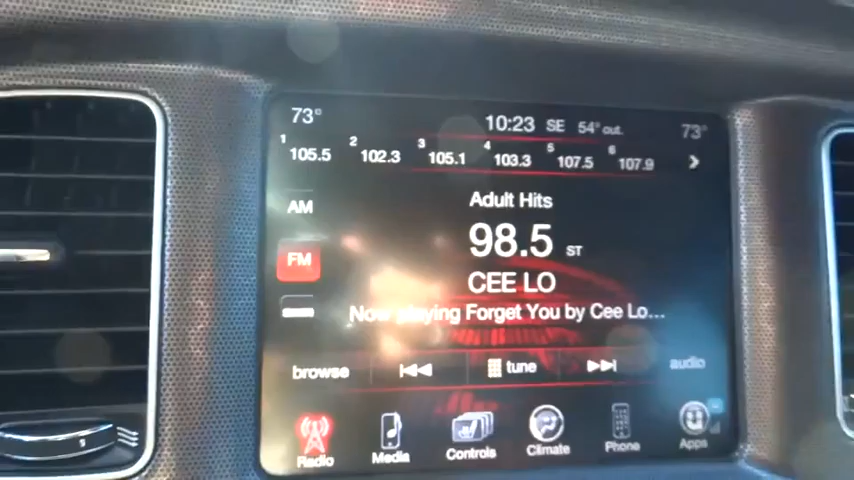 73° 10:23 SE 54° out. 73°
1 105.5 2 102.3 3 105.1 4 103.3 5 107.5 6 107.9
Adult Hits
AM
98.5 ST
FM
CEE LO
Now playing Forget You by Cee Lo...
browse tune audio
Radio Media Controls Climate Phone Apps